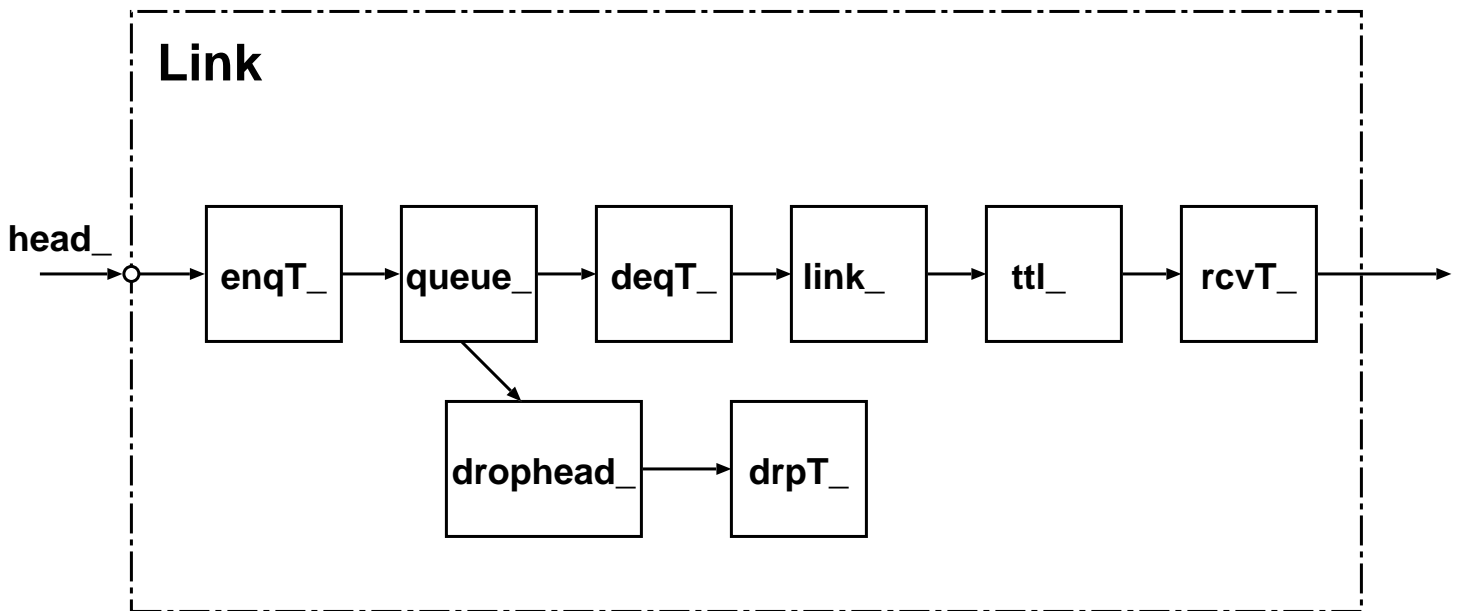 Link
head_
enqT_
queue_
deqT_
link_
ttl_
rcvT_
drophead_
drpT_